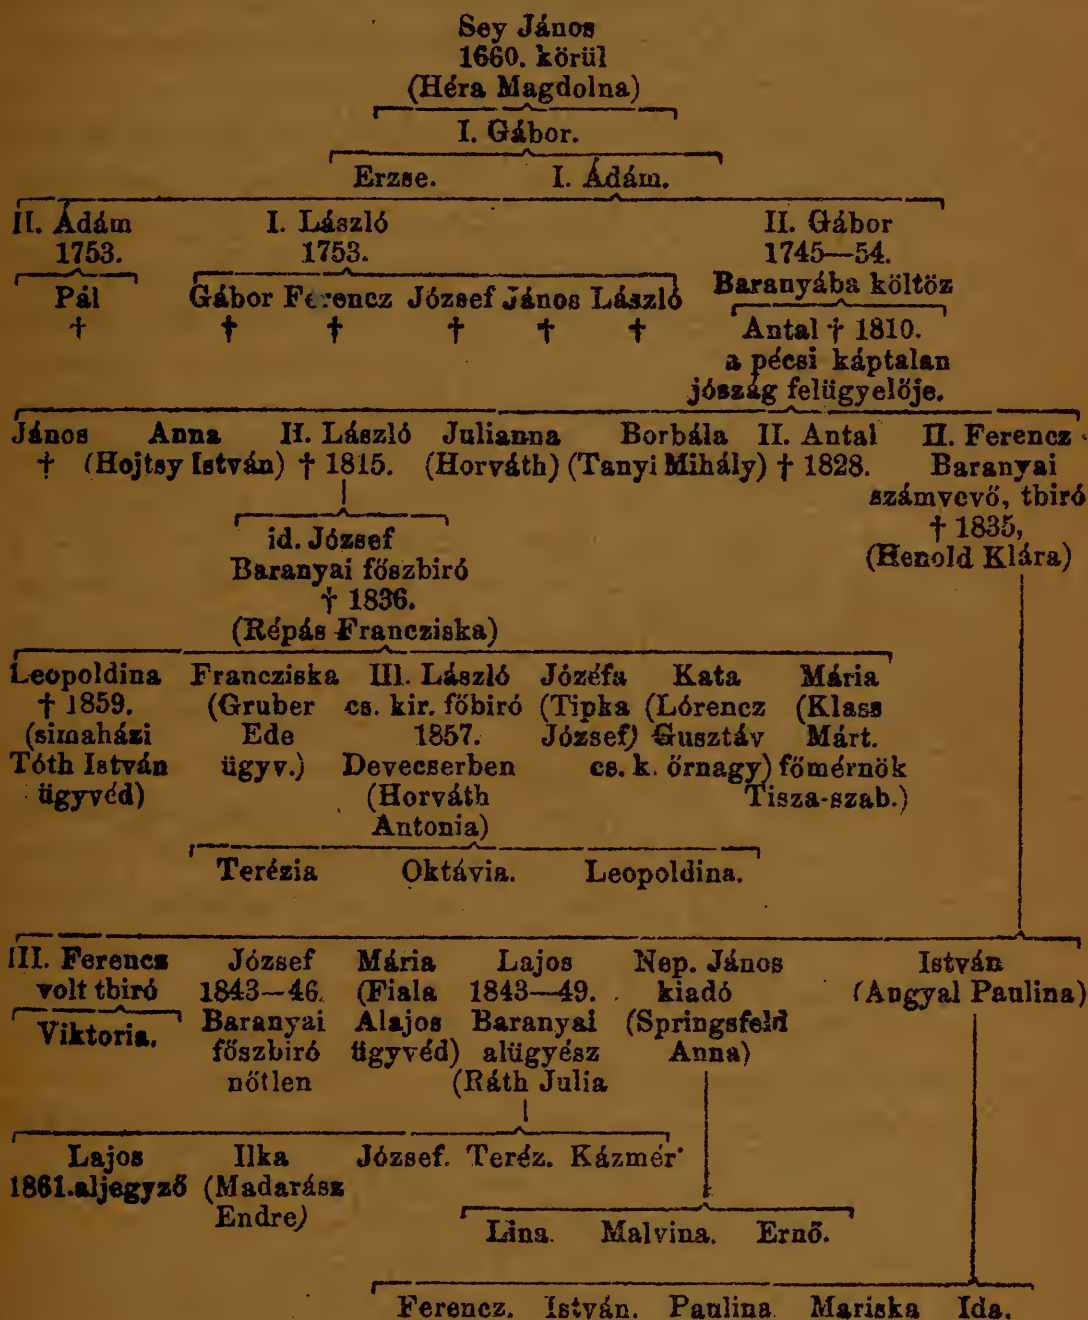 Sey János
1660. körül
(Héra Magdolna)
I. Gábor.
Erzse. I. Ádám.
II. Ádám I. László II. Gábor
1753. 1753. 1745—54.
Baranyába költöz
Pál Gábor Ferencz József János László
† † † † † †
Antal † 1810.
a pécsi káptalan
jószág felügyelője.
János Anna II. László Julianna Borbála II. Antal II. Ferencz
† (Hojtsy István) † 1815. (Horváth) (Tanyi Mihály) † 1828. Baranyai
számvevő, tbiró
† 1835,
(Henold Klára)
id. József
Baranyai főszbiró
† 1836.
(Répás Francziska)
Leopoldina Francziska III. László Józéfa Kata Mária
† 1859. (Gruber cs. kir. főbiró (Tipka (Lórencz (Klass
(simaházi Ede 1857. József) Gusztáv Márt.
Tóth István ügyv.) Devecserben cs. k. őrnagy) főmérnök
ügyvéd) (Horváth Tisza-szab.)
Antonia)
Terézia Oktávia. Leopoldina.
III. Ferencz József Mária Lajos Nep. János István
volt tbiró 1843—46. (Fiala 1843—49. kiadó (Angyal Paulina)
Viktoria. Baranyai Alajos Baranyai (Springsfeld
főszbiró ügyvéd) alügyész Anna)
nőtlen (Ráth Julia
Lajos Ilka József. Teréz. Kázmér
1861.aljegyző (Madarász
Endre)
Lina. Malvina. Ernő.
Ferencz. István. Paulina. Mariska Ida.